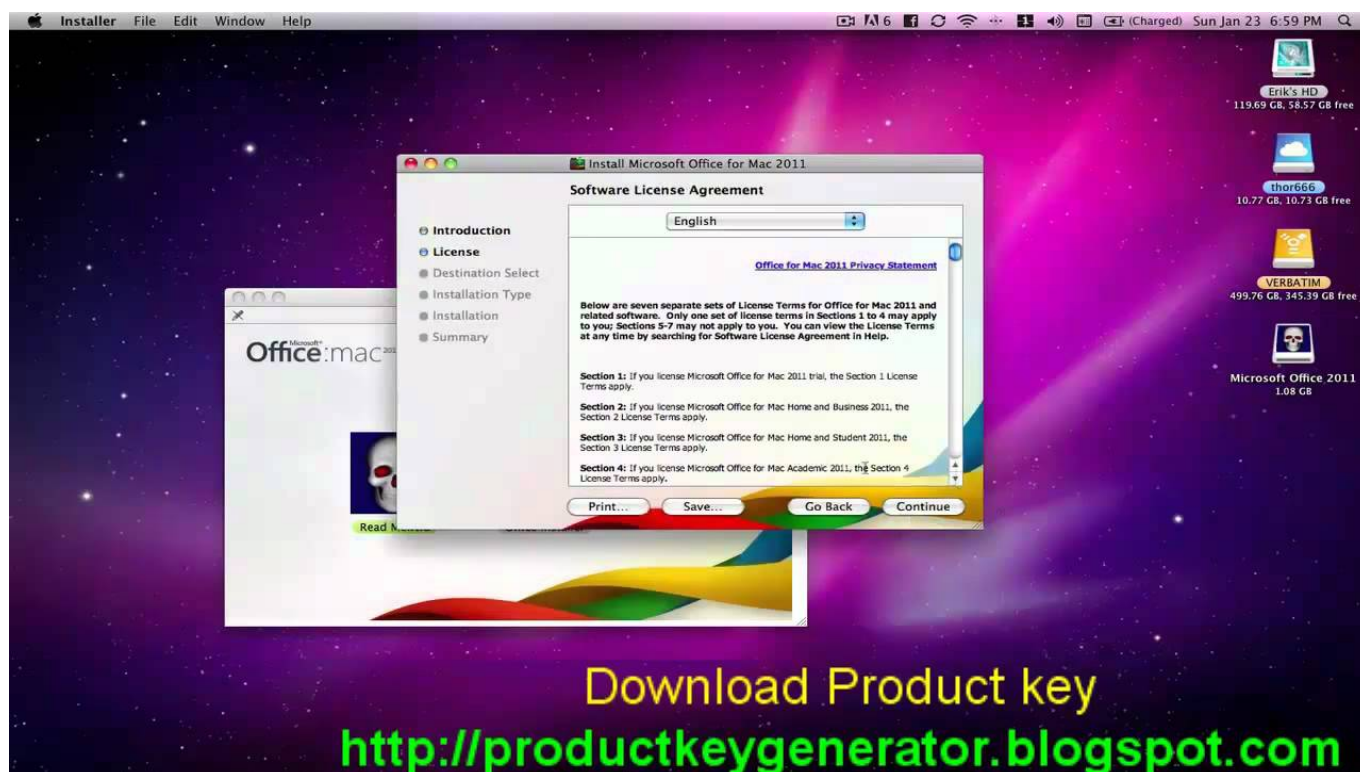 Installer File Edit Window Help
6 1 (Charged) Sun Jan 23 6:59 PM
Erik's HD
119.69 GB, 58.57 GB free
thor666
10.77 GB, 10.73 GB free
VERBATIM
499.76 GB, 345.39 GB free
Microsoft Office 2011
1.08 GB
Install Microsoft Office for Mac 2011
Software License Agreement
English
Introduction
License
Destination Select
Installation Type
Installation
Summary
Office for Mac 2011 Privacy Statement
Below are seven separate sets of License Terms for Office for Mac 2011 and
related software. Only one set of license terms in Sections 1 to 4 may apply
to you; Sections 5-7 may not apply to you. You can view the License Terms
at any time by searching for Software License Agreement in Help.
Section 1: If you license Microsoft Office for Mac 2011 trial, the Section 1 License
Terms apply.
Section 2: If you license Microsoft Office for Mac Home and Business 2011, the
Section 2 License Terms apply.
Section 3: If you license Microsoft Office for Mac Home and Student 2011, the
Section 3 License Terms apply.
Section 4: If you license Microsoft Office for Mac Academic 2011, the Section 4
License Terms apply.
Print... Save... Go Back Continue
Microsoft®
Office:mac 2011
Read
Download Product key
http://productkeygenerator.blogspot.com